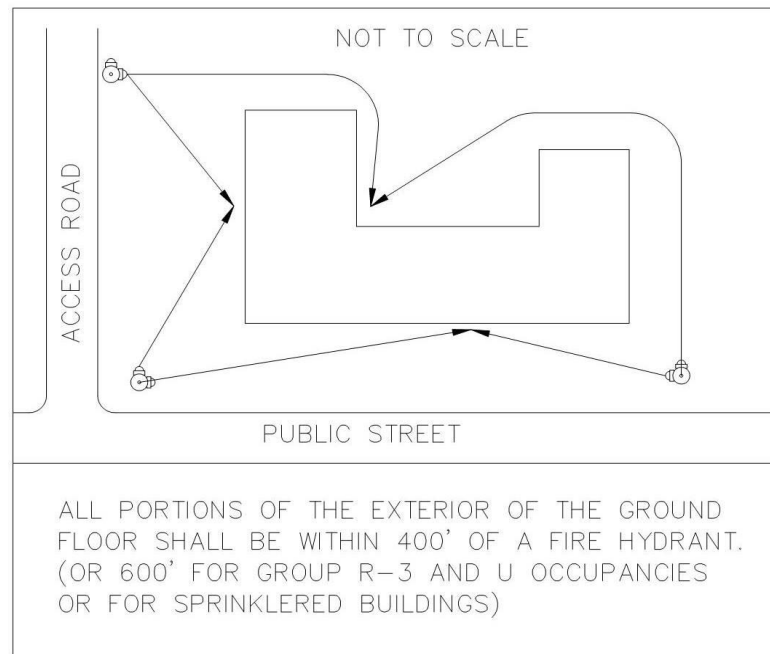 NOT TO SCALE
ACCESS ROAD
PUBLIC STREET
ALL PORTIONS OF THE EXTERIOR OF THE GROUND
FLOOR SHALL BE WITHIN 400' OF A FIRE HYDRANT.
(OR 600' FOR GROUP R-3 AND U OCCUPANCIES
OR FOR SPRINKLERED BUILDINGS)